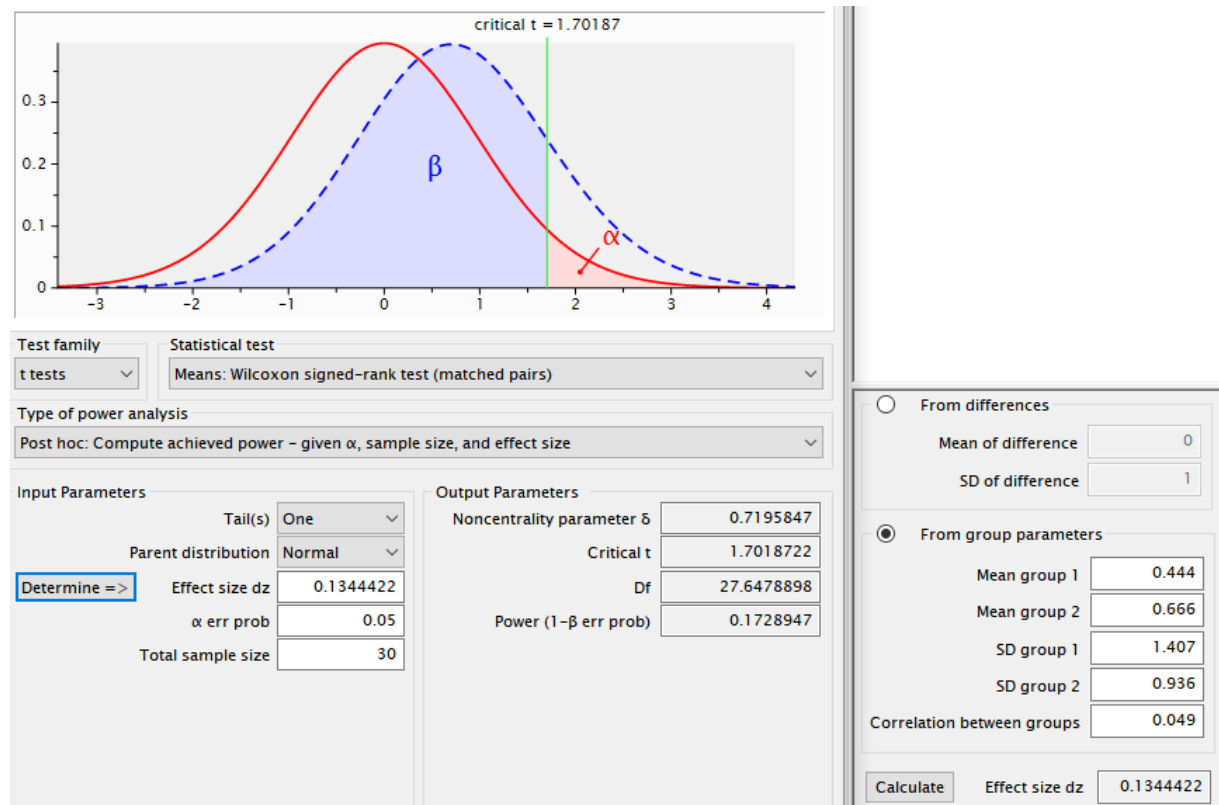 critical t = 1.70187
0.3
0.2
0.1
0
β
α
-3 -2 -1 0 1 2 3 4
Test family Statistical test
t tests Means: Wilcoxon signed-rank test (matched pairs)
Type of power analysis
Post hoc: Compute achieved power - given α, sample size, and effect size
Input Parameters
Tail(s) One
Parent distribution Normal
Determine => Effect size dz 0.1344422
α err prob 0.05
Total sample size 30
Output Parameters
Noncentrality parameter δ 0.7195847
Critical t 1.7018722
Df 27.6478898
Power (1-β err prob) 0.1728947
From differences
Mean of difference 0
SD of difference 1
From group parameters
Mean group 1 0.444
Mean group 2 0.666
SD group 1 1.407
SD group 2 0.936
Correlation between groups 0.049
Calculate Effect size dz 0.1344422